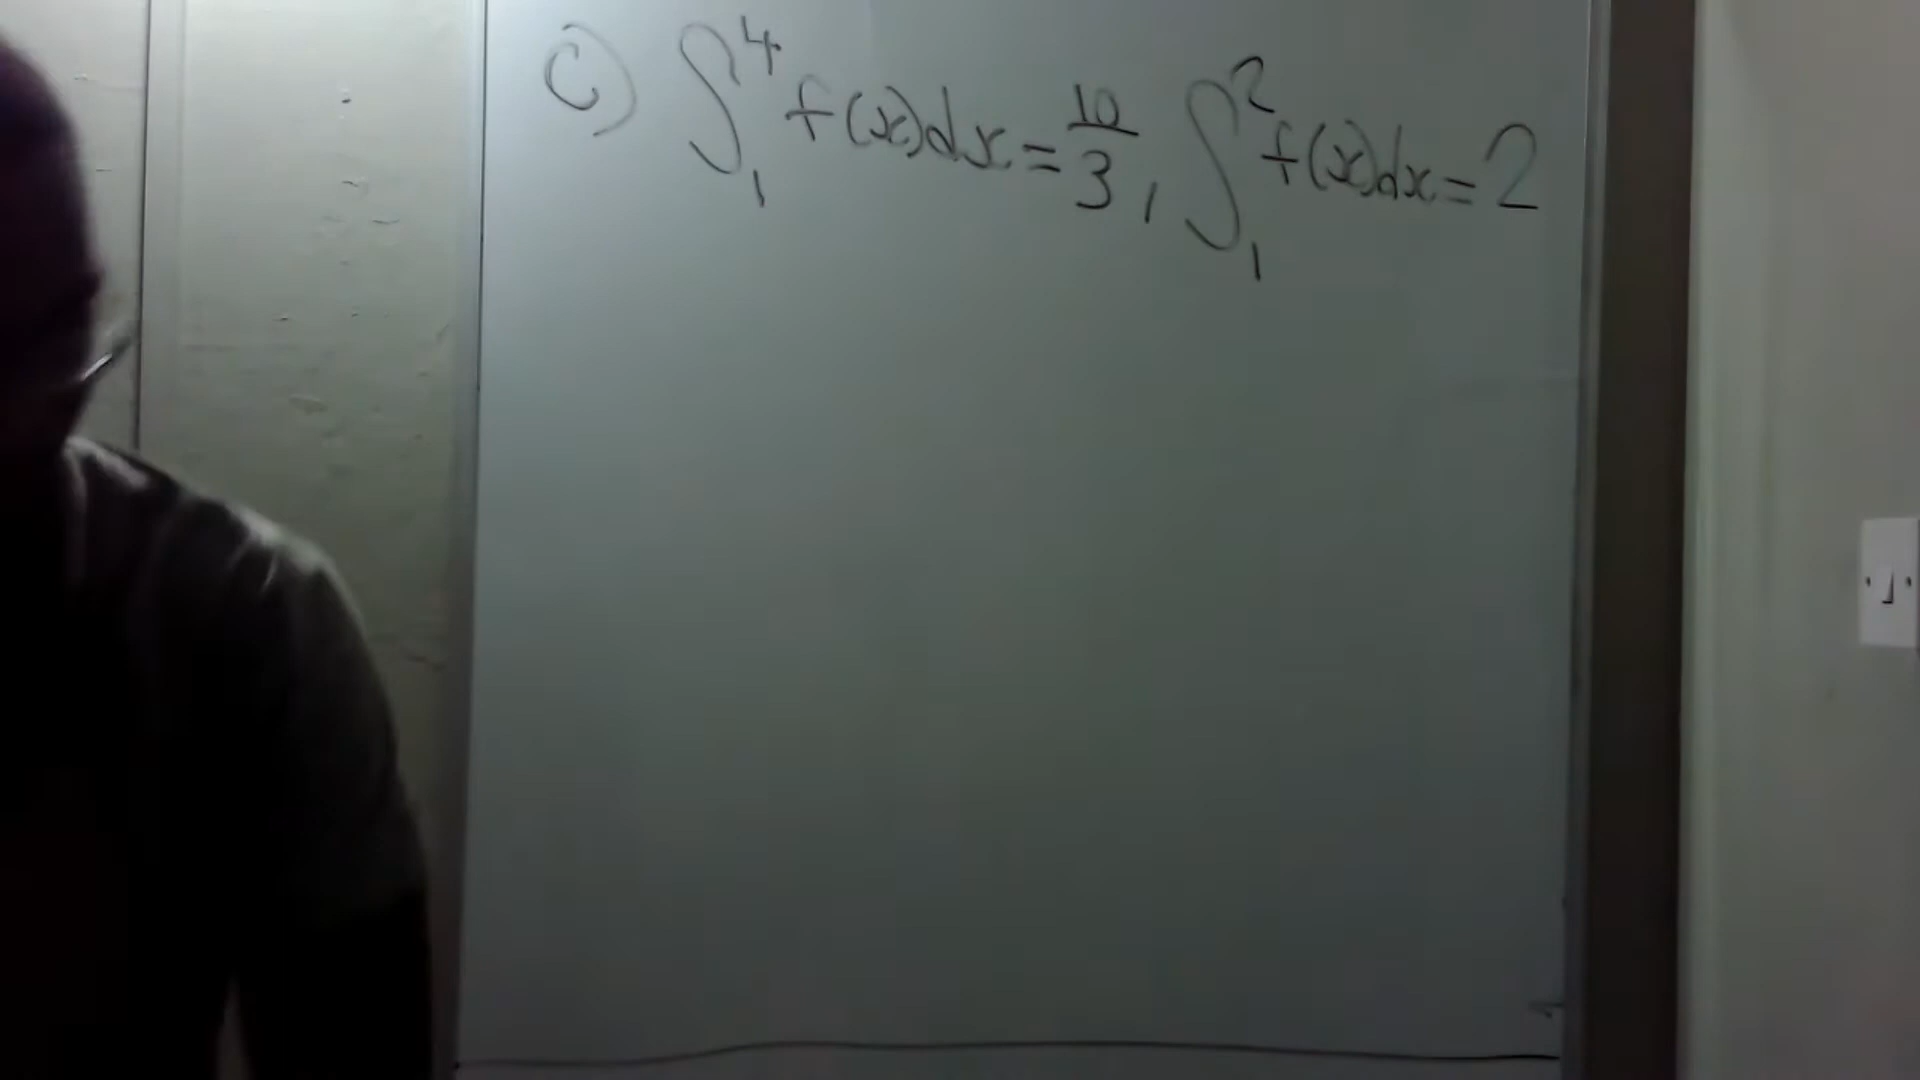 c) ∫₁⁴ f(x)dx = 10/3, ∫₁² f(x)dx = 2